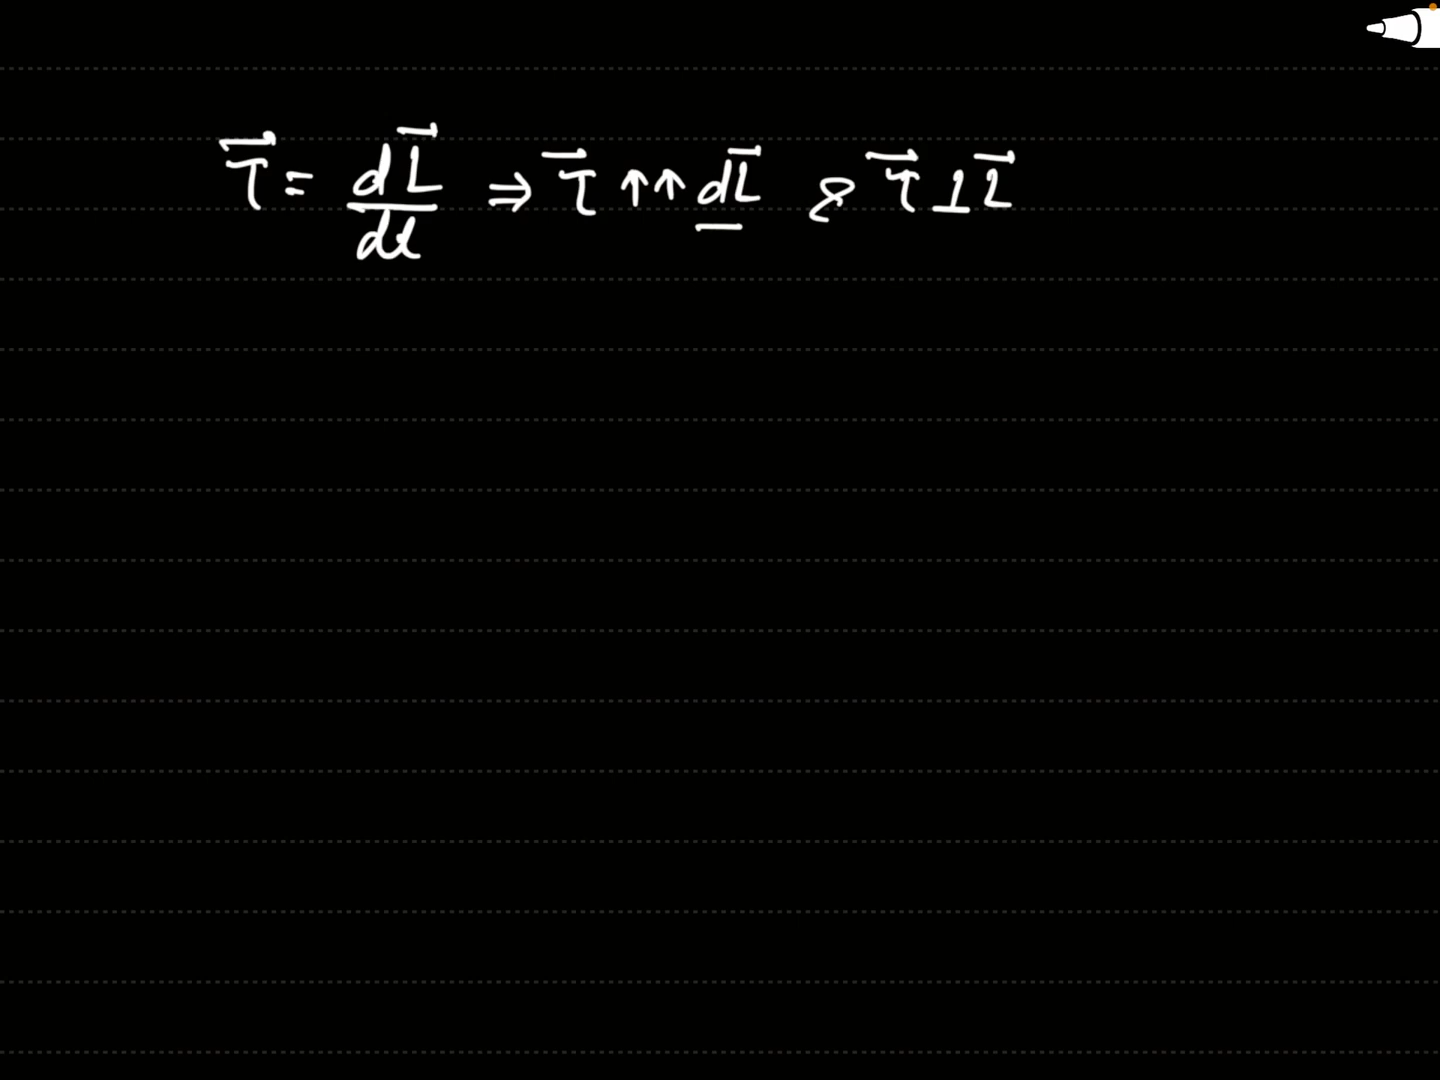 τ⃗ = dL⃗/dt ⇒ τ⃗ ↑↑ dL⃗ & τ⃗ ⊥ L⃗